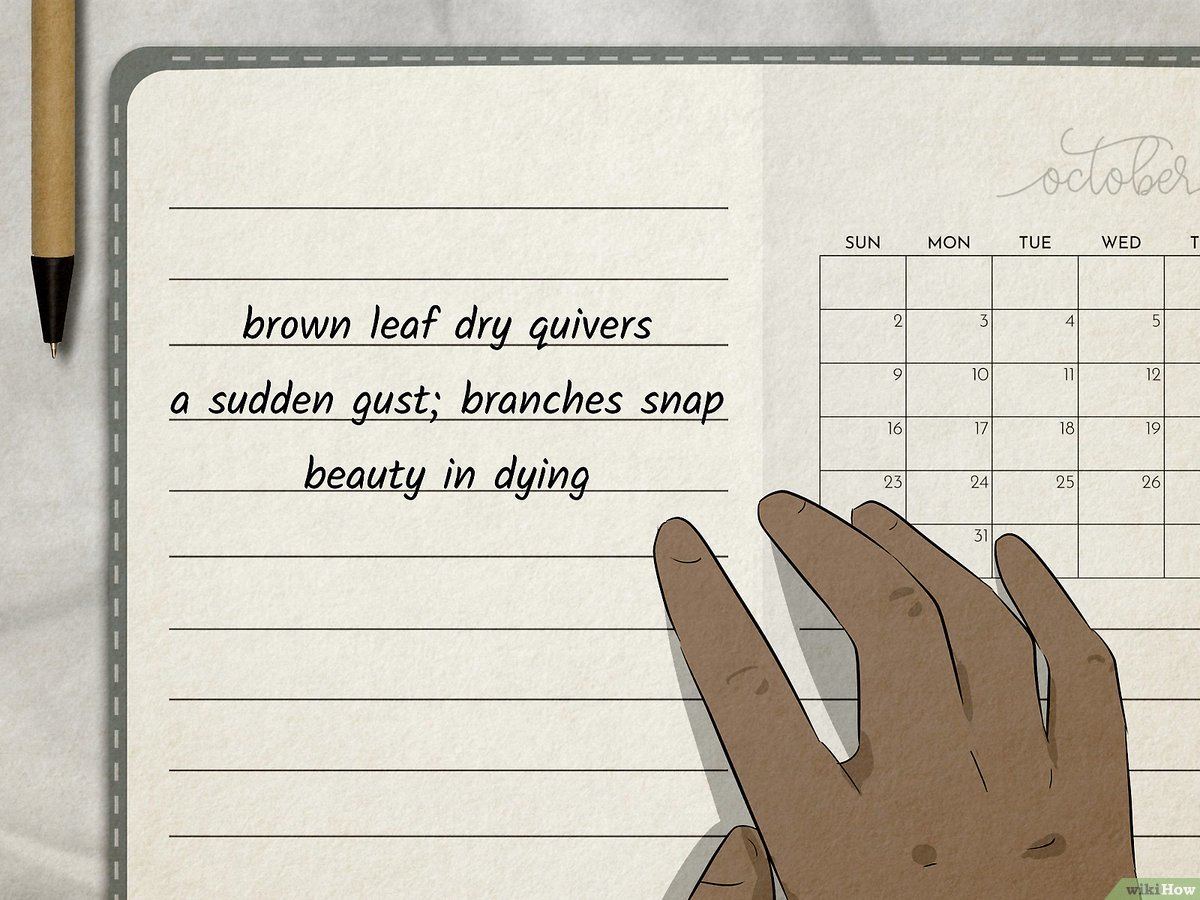 brown leaf dry quivers
a sudden gust; branches snap
beauty in dying
october
SUN MON TUE WED T
2 3 4 5
9 10 11 12
16 17 18 19
23 24 25 26
31
wikiHow